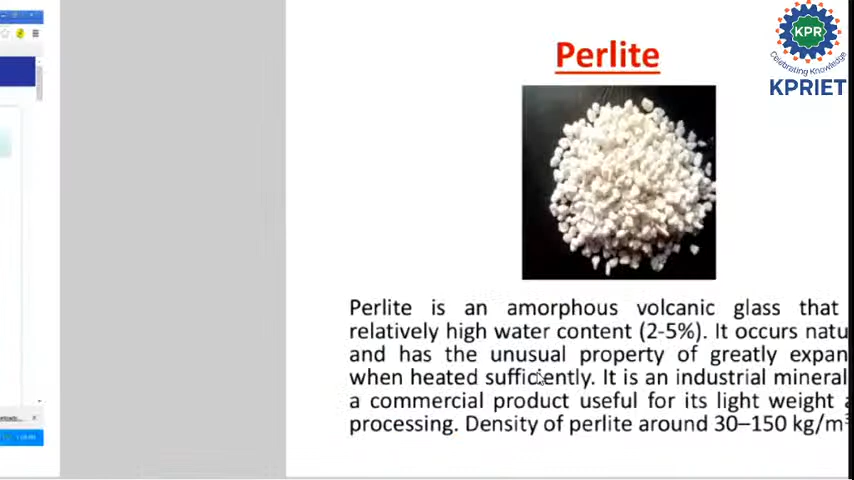 Perlite
KPR
Celebrating Knowledge
KPRIET
Perlite is an amorphous volcanic glass that
relatively high water content (2-5%). It occurs natu
and has the unusual property of greatly expan
when heated sufficiently. It is an industrial mineral
a commercial product useful for its light weight a
processing. Density of perlite around 30–150 kg/m³